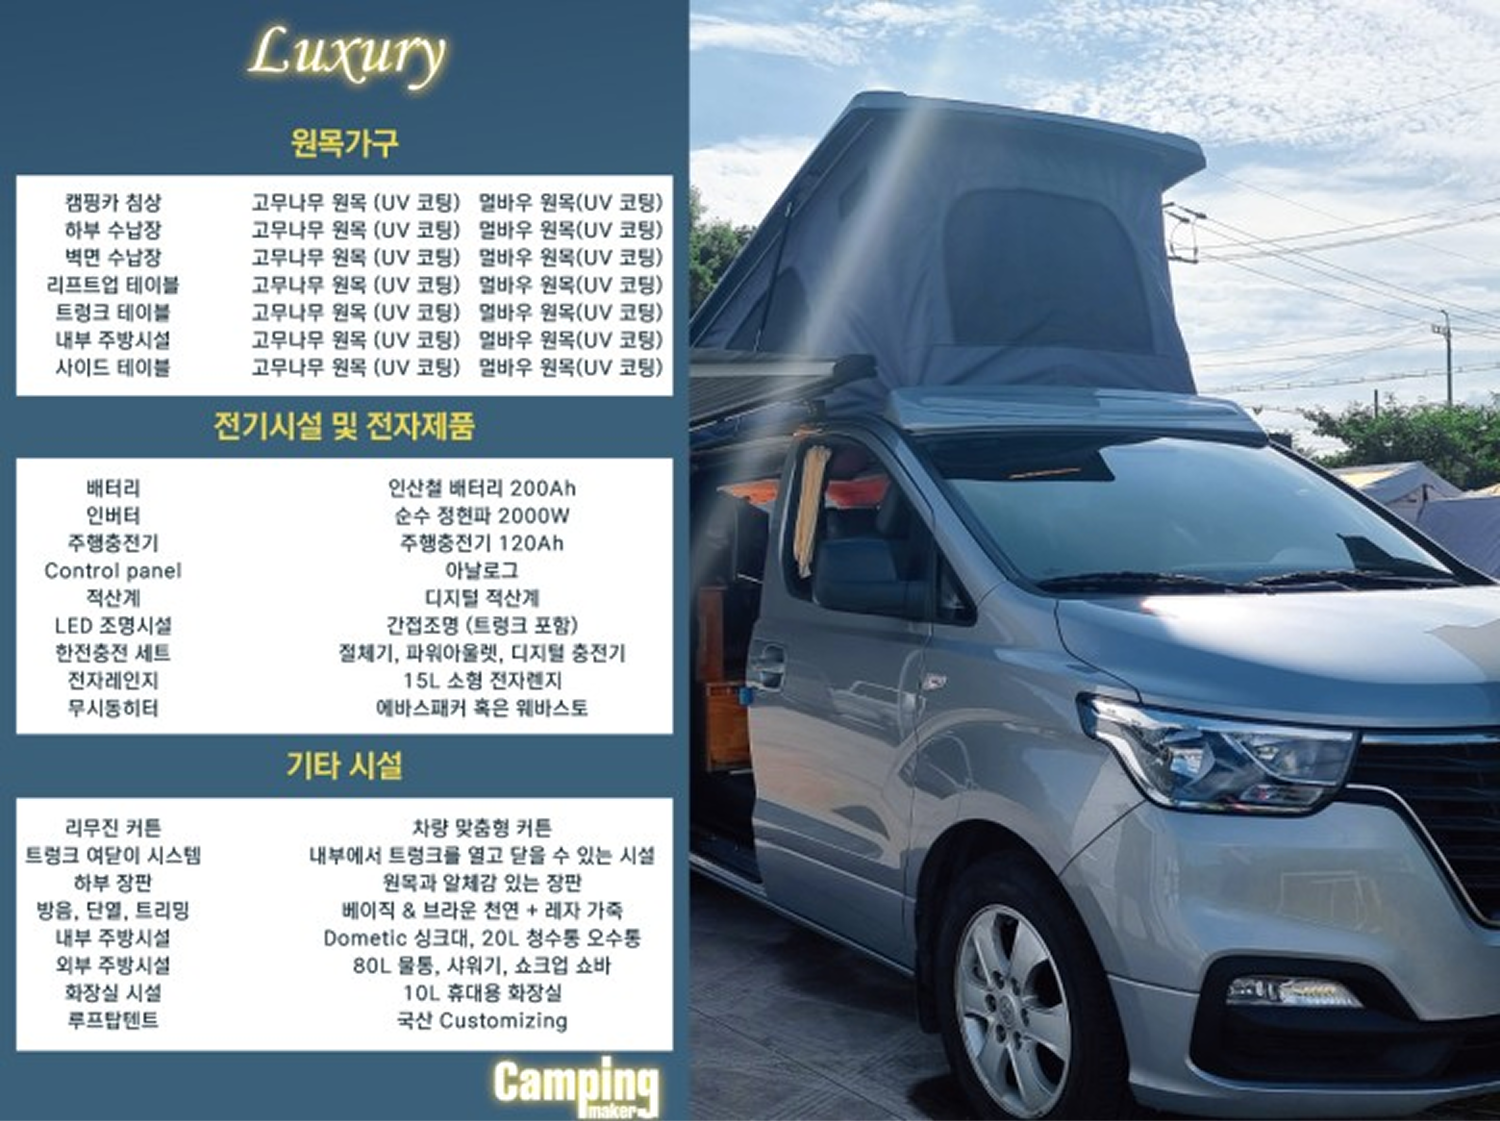 Luxury
원목가구
캠핑카 침상 고무나무 원목 (UV 코팅) 멀바우 원목(UV 코팅)
하부 수납장 고무나무 원목 (UV 코팅) 멀바우 원목(UV 코팅)
벽면 수납장 고무나무 원목 (UV 코팅) 멀바우 원목(UV 코팅)
리프트업 테이블 고무나무 원목 (UV 코팅) 멀바우 원목(UV 코팅)
트렁크 테이블 고무나무 원목 (UV 코팅) 멀바우 원목(UV 코팅)
내부 주방시설 고무나무 원목 (UV 코팅) 멀바우 원목(UV 코팅)
사이드 테이블 고무나무 원목 (UV 코팅) 멀바우 원목(UV 코팅)
전기시설 및 전자제품
배터리 인산철 배터리 200Ah
인버터 순수 정현파 2000W
주행충전기 주행충전기 120Ah
Control panel 아날로그
적산계 디지털 적산계
LED 조명시설 간접조명 (트렁크 포함)
한전충전 세트 절체기, 파워아울렛, 디지털 충전기
전자레인지 15L 소형 전자렌지
무시동히터 에바스패커 혹은 웨바스토
기타 시설
리무진 커튼 차량 맞춤형 커튼
트렁크 여닫이 시스템 내부에서 트렁크를 열고 닫을 수 있는 시설
하부 장판 원목과 알체감 있는 장판
방음, 단열, 트리밍 베이직 & 브라운 천연 + 레자 가죽
내부 주방시설 Dometic 싱크대, 20L 청수통 오수통
외부 주방시설 80L 물통, 샤워기, 쇼크업 쇼바
화장실 시설 10L 휴대용 화장실
루프탑텐트 국산 Customizing
Camping
maker